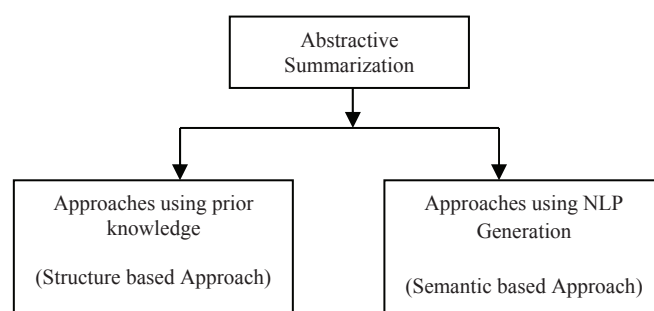 Abstractive
Summarization
Approaches using prior
knowledge
(Structure based Approach)
Approaches using NLP
Generation
(Semantic based Approach)